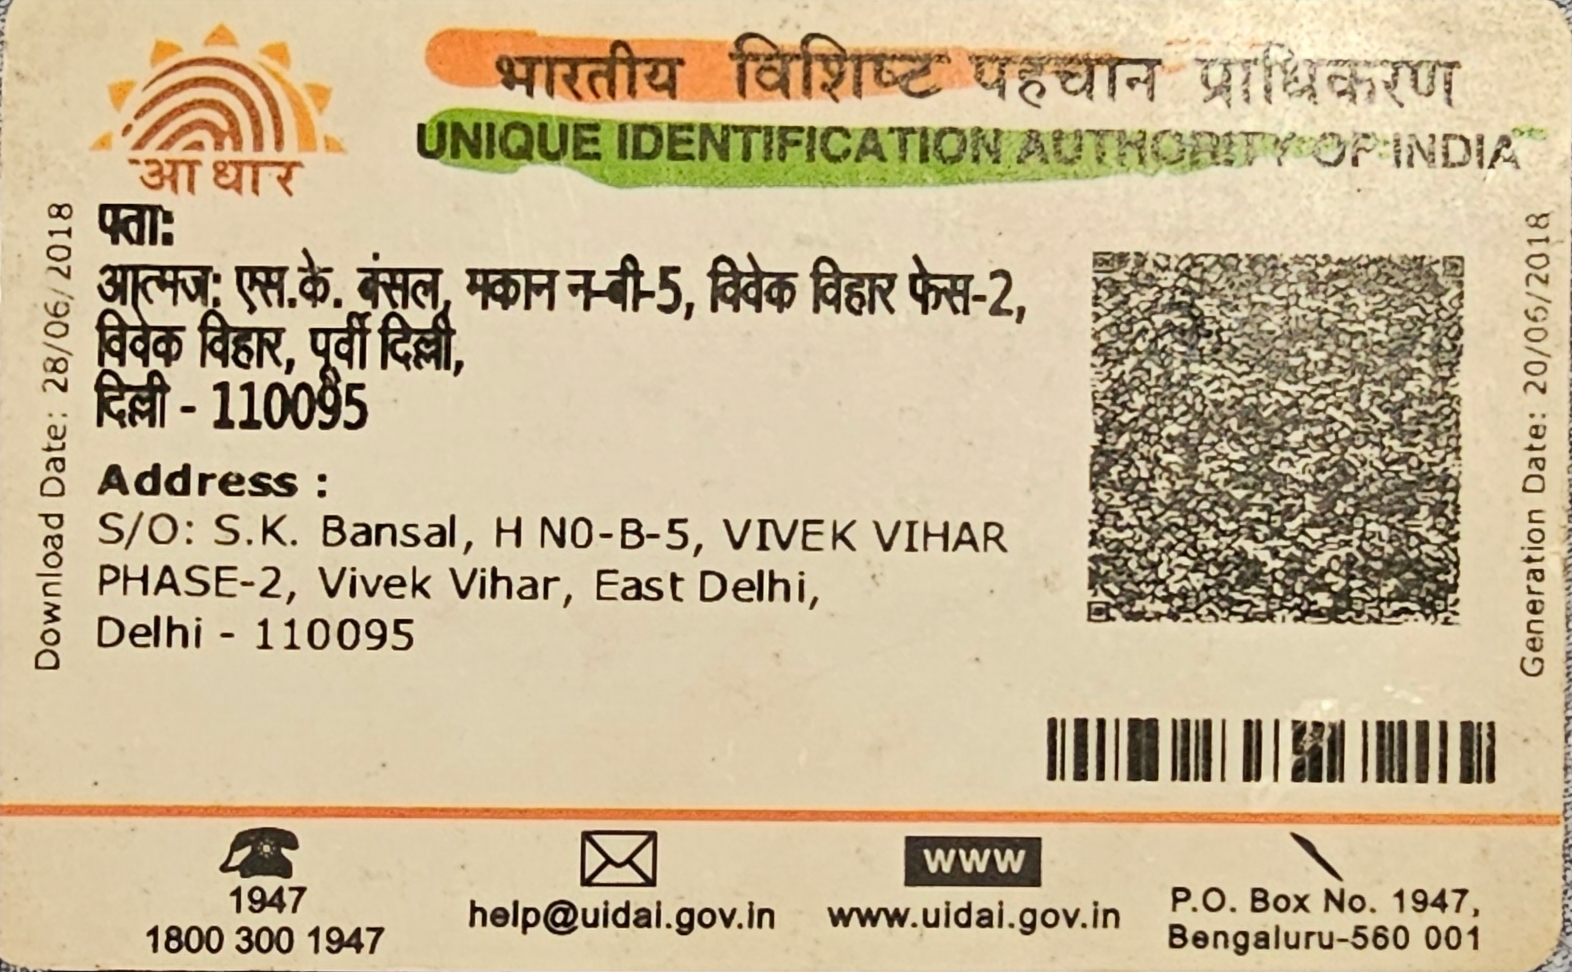 भारतीय विशिष्ट पहचान प्राधिकरण
UNIQUE IDENTIFICATION AUTHORITY OF INDIA
आधार
Download Date: 28/06/2018
पता:
आत्मज: एस.के. बंसल, मकान न-बी-5, विवेक विहार फेस-2,
विवेक विहार, पूर्वी दिल्ली,
दिल्ली - 110095
Address :
S/O: S.K. Bansal, H N0-B-5, VIVEK VIHAR
PHASE-2, Vivek Vihar, East Delhi,
Delhi - 110095
Generation Date: 20/06/2018
1947
1800 300 1947
help@uidai.gov.in
WWW
www.uidai.gov.in
P.O. Box No. 1947,
Bengaluru-560 001